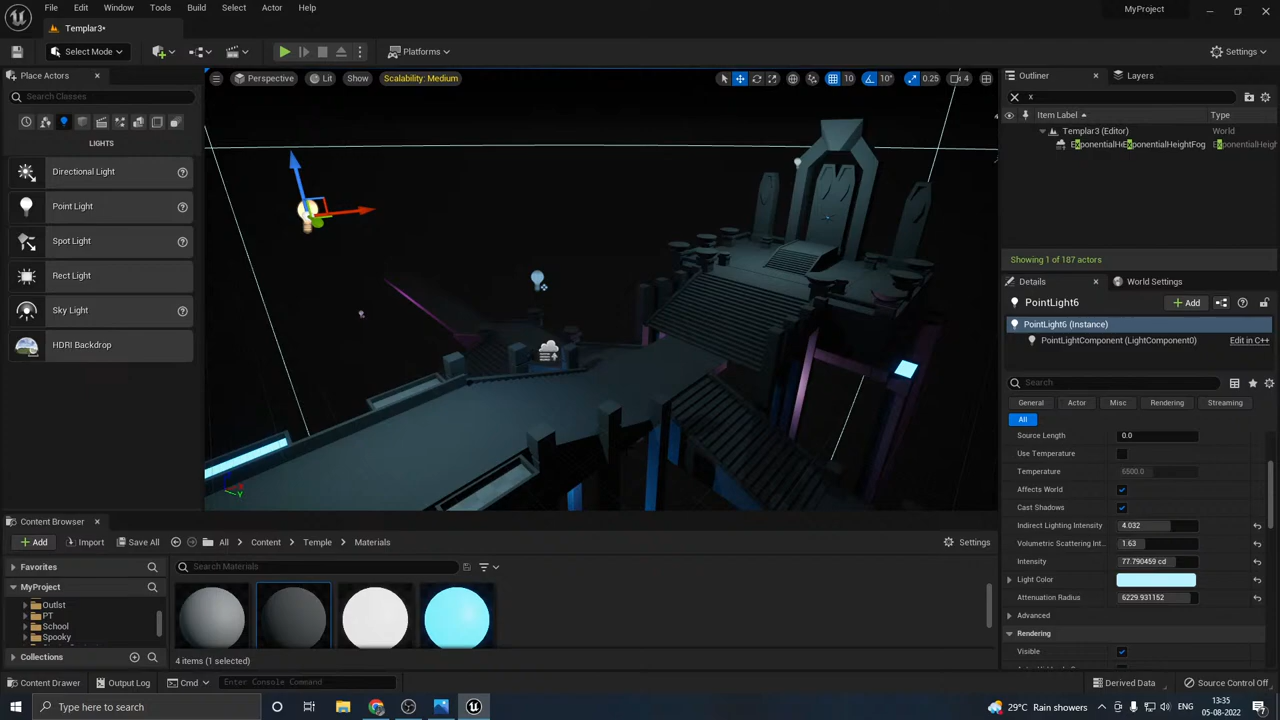 File Edit Window Tools Build Select Actor Help
MyProject
Templar3*
Select Mode
Platforms
Settings
Place Actors
Search Classes
LIGHTS
Directional Light
Point Light
Spot Light
Rect Light
Sky Light
HDRI Backdrop
Perspective Lit Show Scalability: Medium
10 10° 0.25 4
Outliner Layers
x
Item Label Type
Templar3 (Editor) World
Showing 1 of 187 actors
Details World Settings
PointLight6 Add
PointLight6 (Instance)
PointLightComponent (LightComponent0) Edit in C++
Search
General Actor Misc Rendering Streaming
All
Source Length 0.0
Use Temperature
Temperature 6500.0
Affects World
Cast Shadows
Indirect Lighting Intensity 4.032
Volumetric Scattering Int... 1.63
Intensity 77.790459 cd
Light Color
Attenuation Radius 6229.931152
Advanced
Rendering
Visible
Content Browser
Add Import Save All All Content Temple Materials Settings
Favorites
Search Materials
MyProject
Outlst
PT
School
Spooky
Collections
4 items (1 selected)
Content Drawer Output Log Cmd Enter Console Command Derived Data Source Control Off
Type here to search
29°C Rain showers
ENG
13:35
05-08-2022